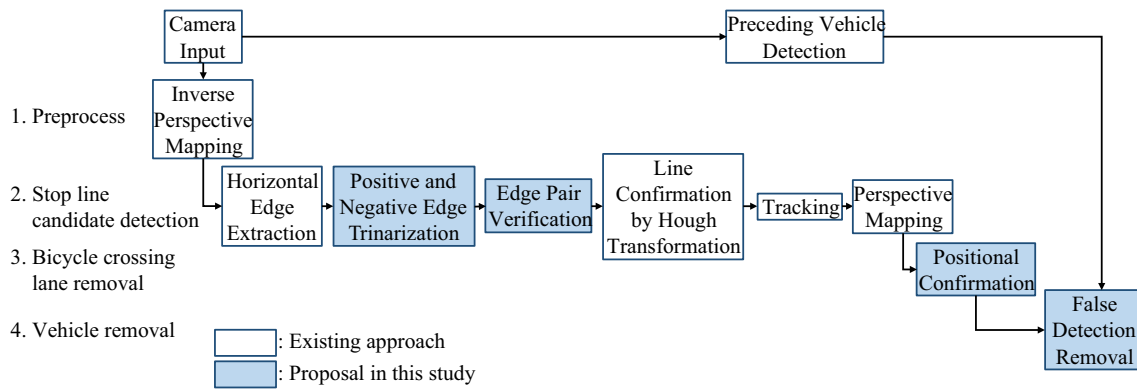 Camera
Input
Preceding Vehicle
Detection
1. Preprocess
Inverse
Perspective
Mapping
2. Stop line
candidate detection
Horizontal
Edge
Extraction
Positive and
Negative Edge
Trinarization
Edge Pair
Verification
Line
Confirmation
by Hough
Transformation
Tracking
Perspective
Mapping
3. Bicycle crossing
lane removal
Positional
Confirmation
4. Vehicle removal
False
Detection
Removal
: Existing approach
: Proposal in this study